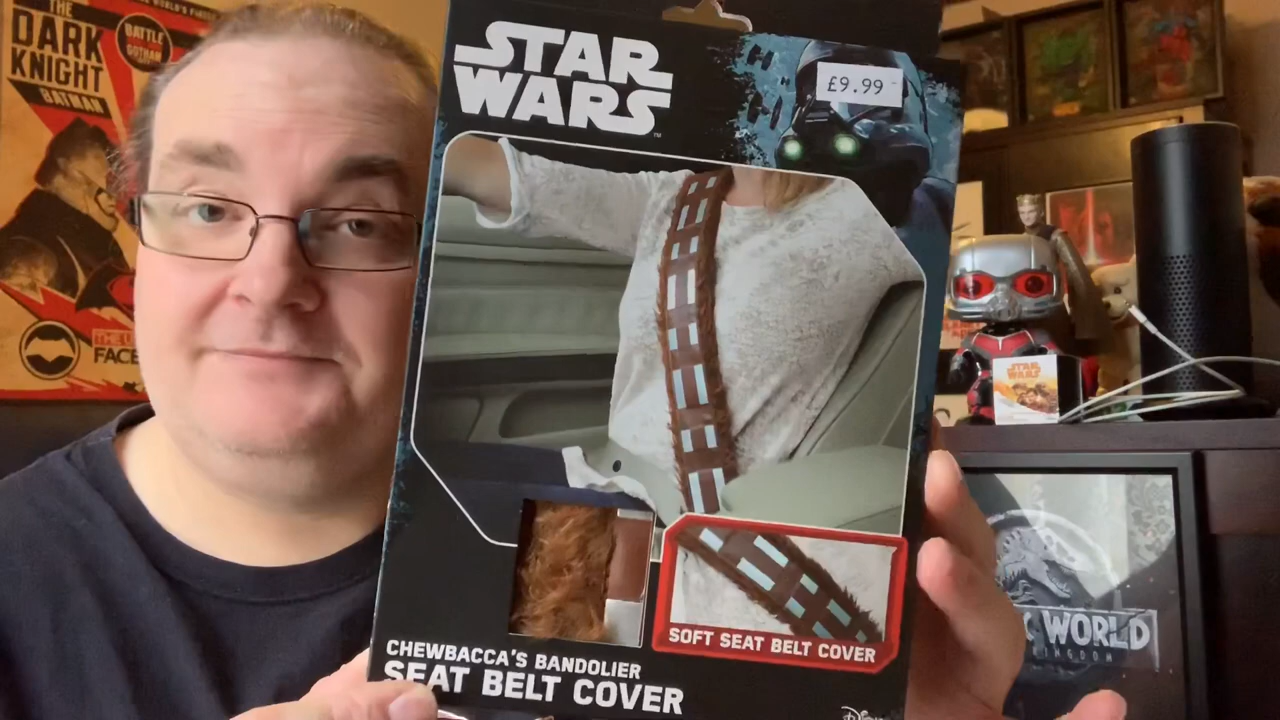 THE
DARK
KNIGHT
BATMAN
BATTLE
GOTHAM
FACE
STAR
WARS
£9.99
SOFT SEAT BELT COVER
CHEWBACCA'S BANDOLIER
SEAT BELT COVER
STAR
WARS
WORLD